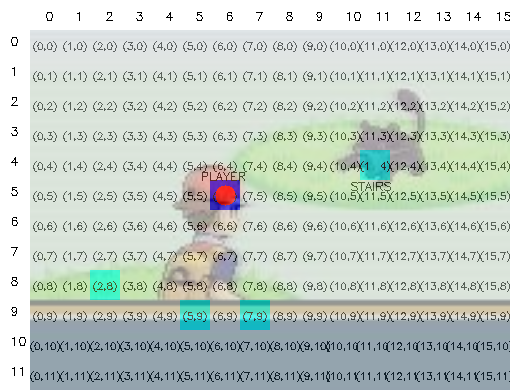 0 1 2 3 4 5 6 7 8 9 10 11 12 13 14 15
0 (0,0) (1,0) (2,0) (3,0) (4,0) (5,0) (6,0) (7,0) (8,0) (9,0) (10,0) (11,0) (12,0) (13,0) (14,0) (15,0)
1 (0,1) (1,1) (2,1) (3,1) (4,1) (5,1) (6,1) (7,1) (8,1) (9,1) (10,1) (11,1) (12,1) (13,1) (14,1) (15,1)
2 (0,2) (1,2) (2,2) (3,2) (4,2) (5,2) (6,2) (7,2) (8,2) (9,2) (10,2) (11,2) (12,2) (13,2) (14,2) (15,2)
3 (0,3) (1,3) (2,3) (3,3) (4,3) (5,3) (6,3) (7,3) (8,3) (9,3) (10,3) (11,3) (12,3) (13,3) (14,3) (15,3)
4 (0,4) (1,4) (2,4) (3,4) (4,4) (5,4) (6,4) (7,4) (8,4) (9,4) (10,4) (1 4) (12,4) (13,4) (14,4) (15,4)
PLAYER
STAIRS
5 (0,5) (1,5) (2,5) (3,5) (4,5) (5,5) (7,5) (8,5) (9,5) (10,5) (11,5) (12,5) (13,5) (14,5) (15,5)
6 (0,6) (1,6) (2,6) (3,6) (4,6) (5,6) (6,6) (7,6) (8,6) (9,6) (10,6) (11,6) (12,6) (13,6) (14,6) (15,6)
7 (0,7) (1,7) (2,7) (3,7) (4,7) (5,7) (6,7) (7,7) (8,7) (9,7) (10,7) (11,7) (12,7) (13,7) (14,7) (15,7)
8 (0,8) (1,8) (2,8) (3,8) (4,8) (5,8) (6,8) (7,8) (8,8) (9,8) (10,8) (11,8) (12,8) (13,8) (14,8) (15,8)
9 (0,9) (1,9) (2,9) (3,9) (4,9) (5,9) (6,9) (7,9) (8,9) (9,9) (10,9) (11,9) (12,9) (13,9) (14,9) (15,9)
10 (0,10) (1,10) (2,10) (3,10) (4,10) (5,10) (6,10) (7,10) (8,10) (9,10) (10,10) (11,10) (12,10) (13,10) (14,10) (15,10)
11 (0,11) (1,11) (2,11) (3,11) (4,11) (5,11) (6,11) (7,11) (8,11) (9,11) (10,11) (11,11) (12,11) (13,11) (14,11) (15,11)